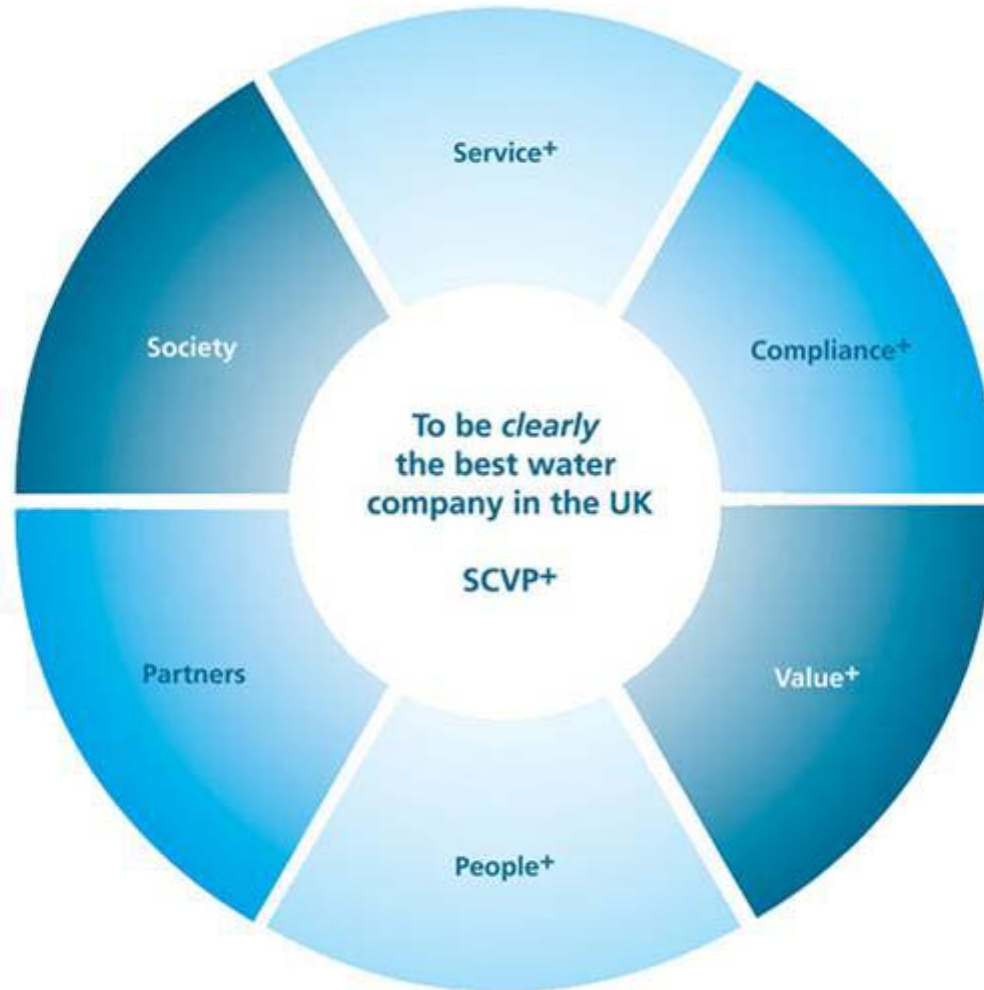 Service⁺
Compliance⁺
Value⁺
People⁺
Partners
Society
To be clearly
the best water
company in the UK
SCVP⁺